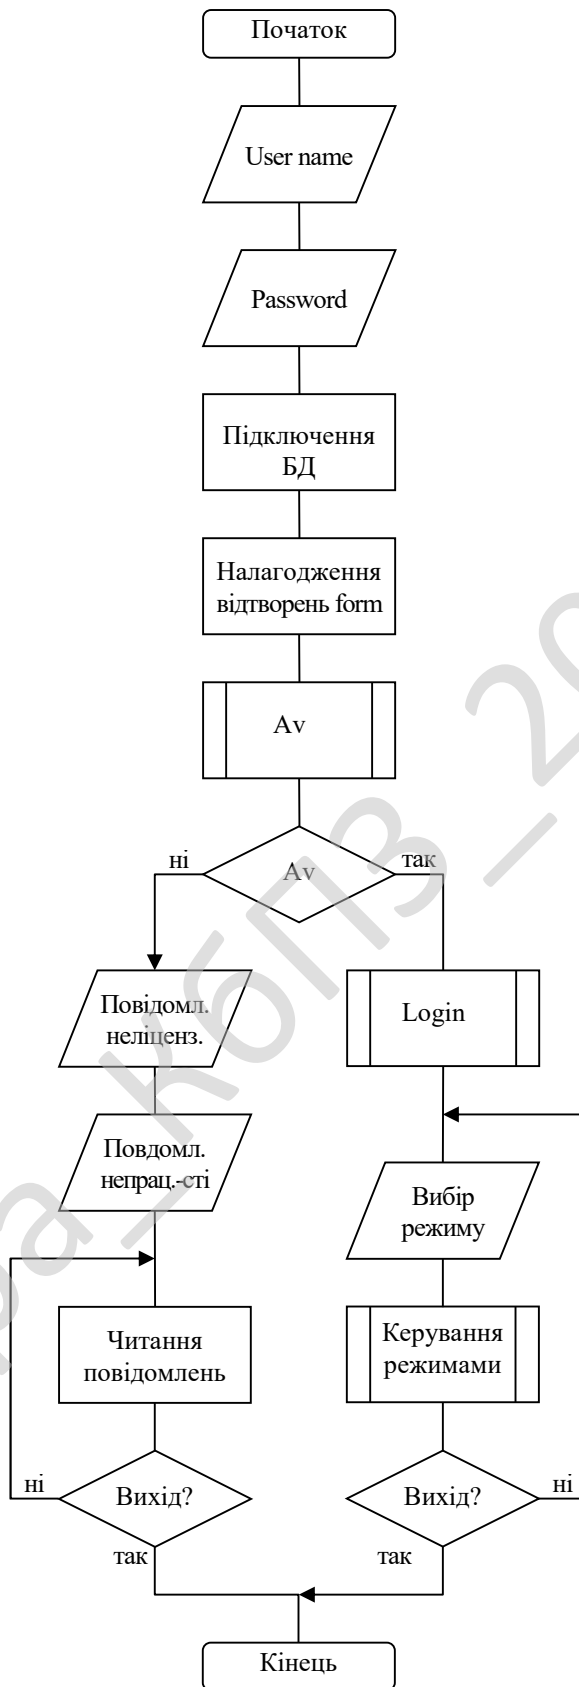 Початок
User name
Password
Підключення
БД
Налагодження
відтворень form
Av
ні
Av
так
Повідомл.
неліценз.
Login
Повдомл.
непрац.-сті
Вибір
режиму
Читання
повідомлень
Керування
режимами
ні
Вихід?
так
Вихід?
ні
так
Кінець
ра_КбПЗ_20